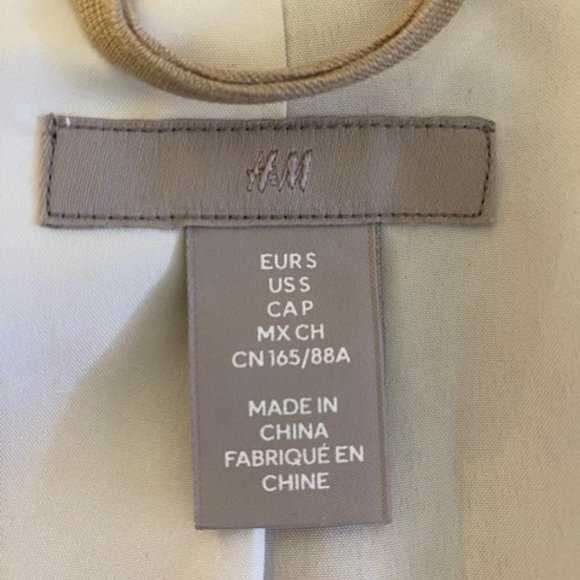 H&M
EUR S
US S
CA P
MX CH
CN 165/88A
MADE IN
CHINA
FABRIQUÉ EN
CHINE